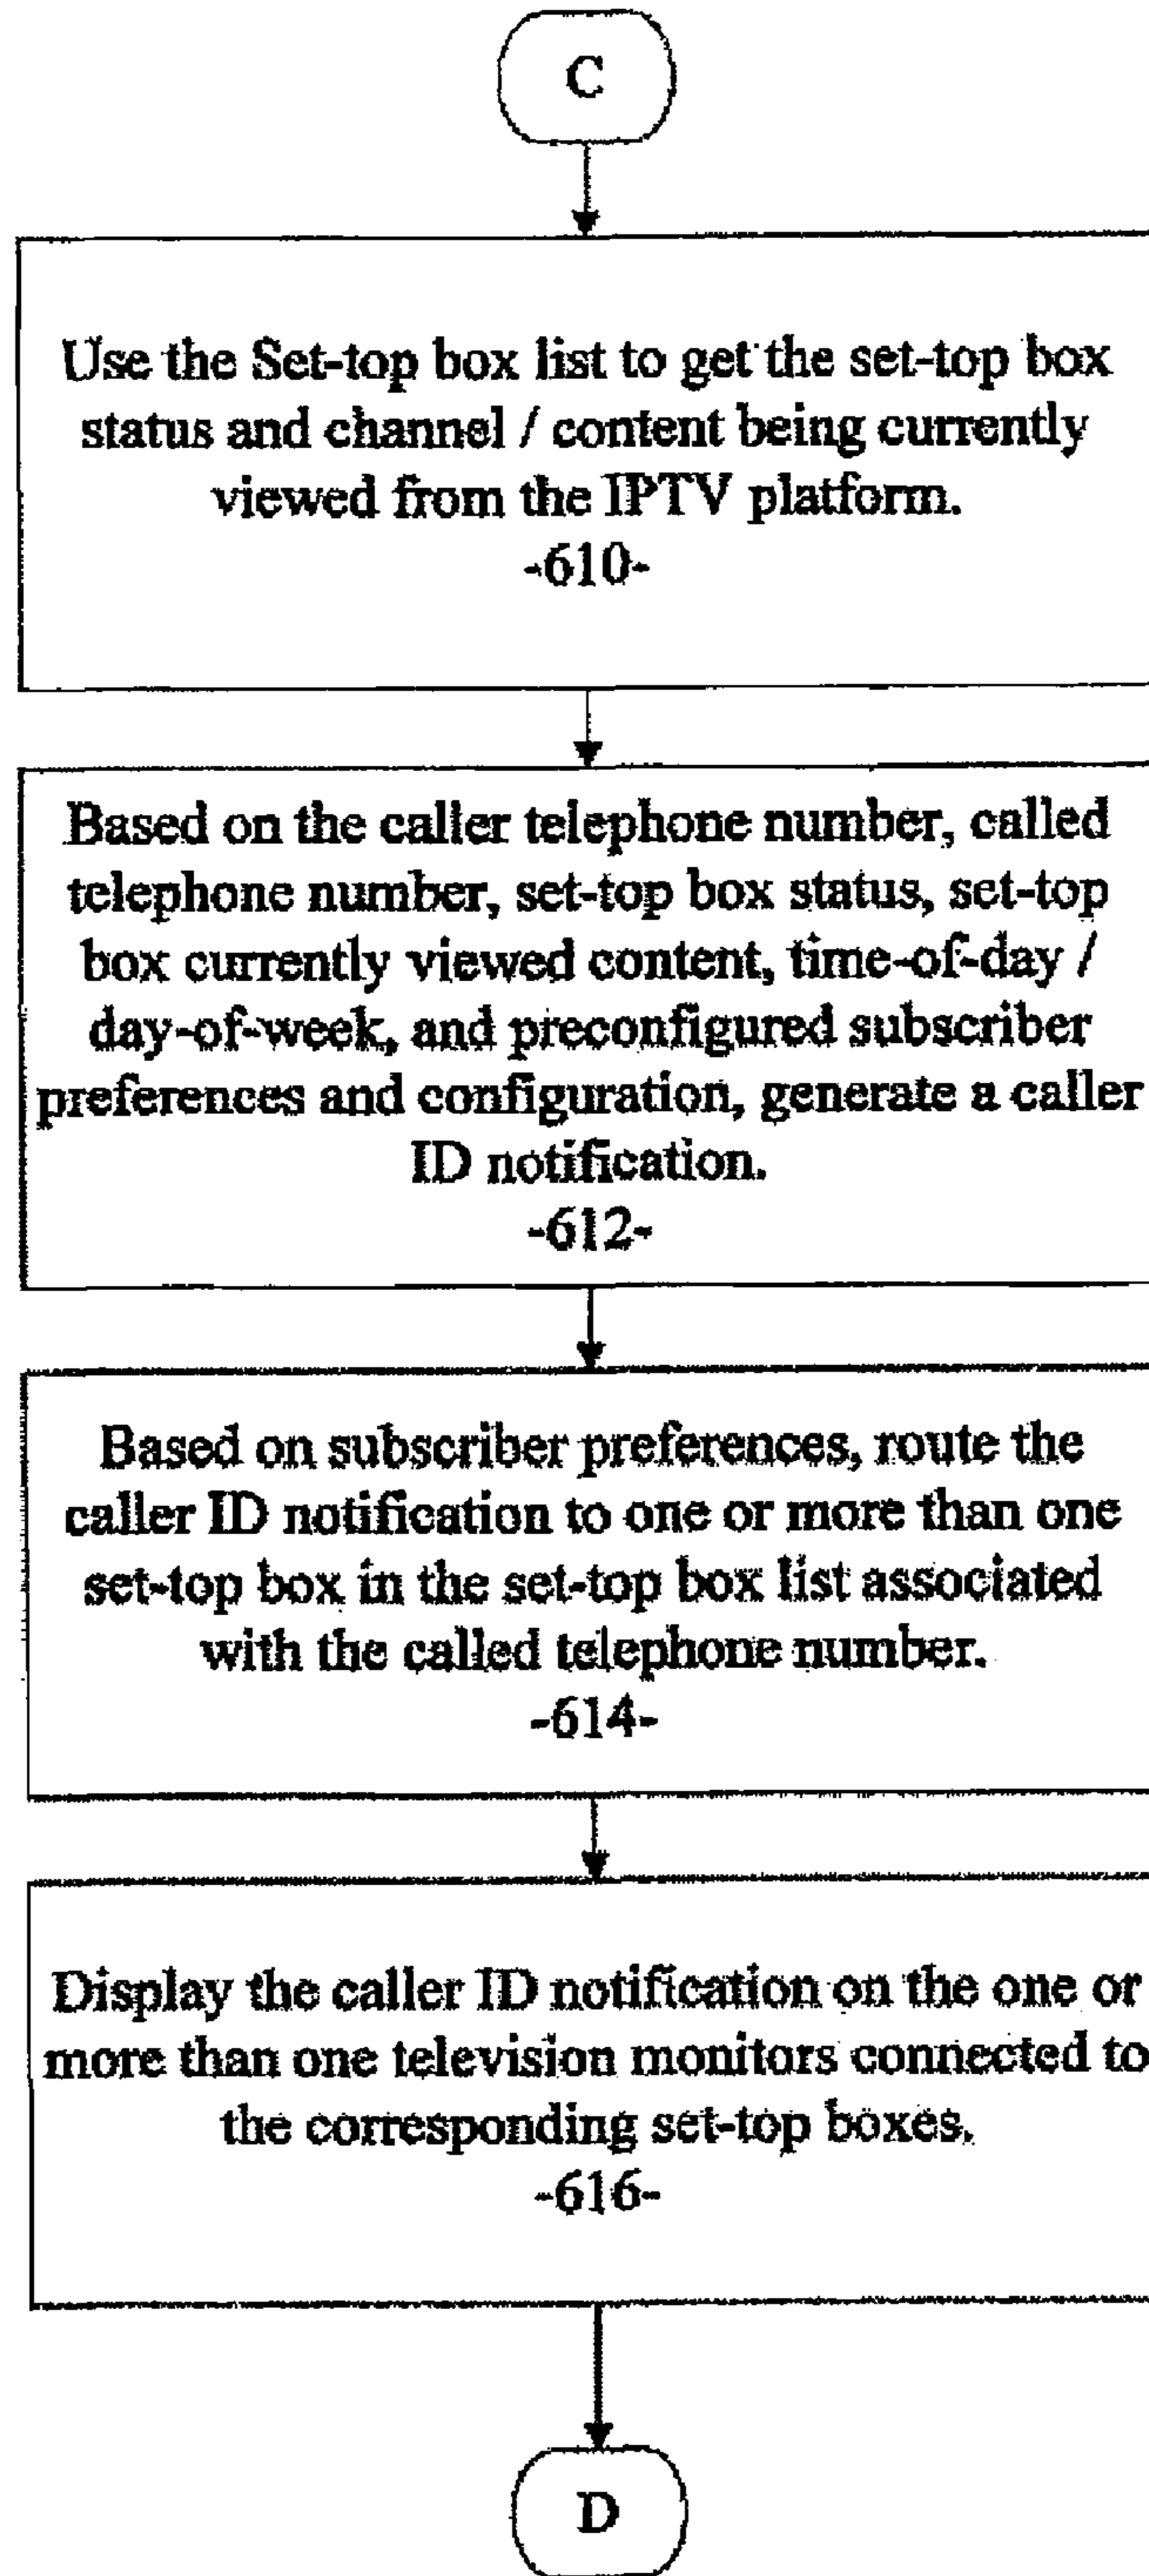 C
Use the Set-top box list to get the set-top box
status and channel / content being currently
viewed from the IPTV platform.
-610-
Based on the caller telephone number, called
telephone number, set-top box status, set-top
box currently viewed content, time-of-day /
day-of-week, and preconfigured subscriber
preferences and configuration, generate a caller
ID notification.
-612-
Based on subscriber preferences, route the
caller ID notification to one or more than one
set-top box in the set-top box list associated
with the called telephone number.
-614-
Display the caller ID notification on the one or
more than one television monitors connected to
the corresponding set-top boxes.
-616-
D